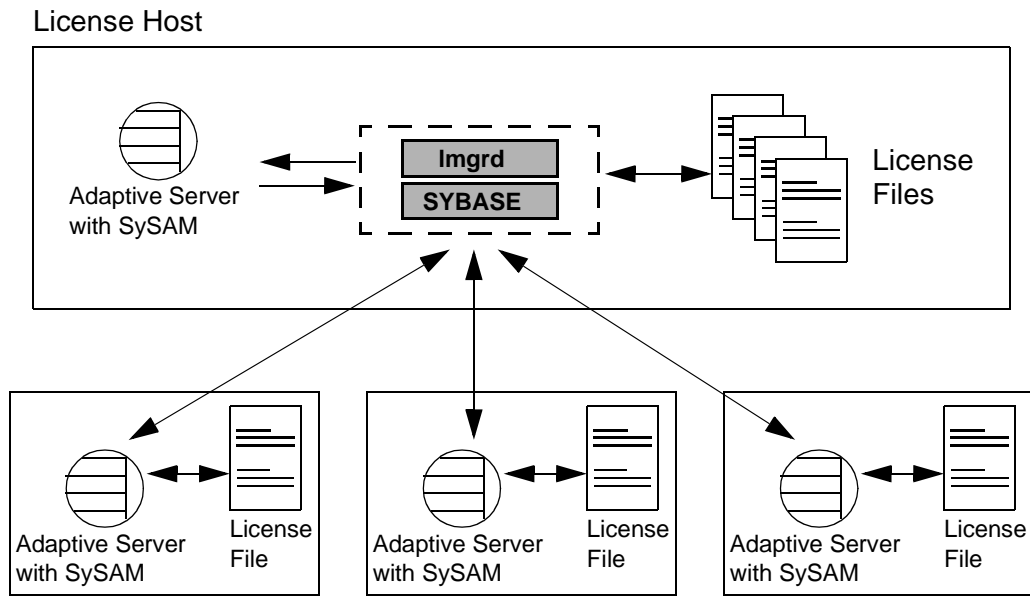 License Host
lmgrd
SYBASE
Adaptive Server
with SySAM
License
Files
Adaptive Server
with SySAM
License
File
Adaptive Server
with SySAM
License
File
Adaptive Server
with SySAM
License
File